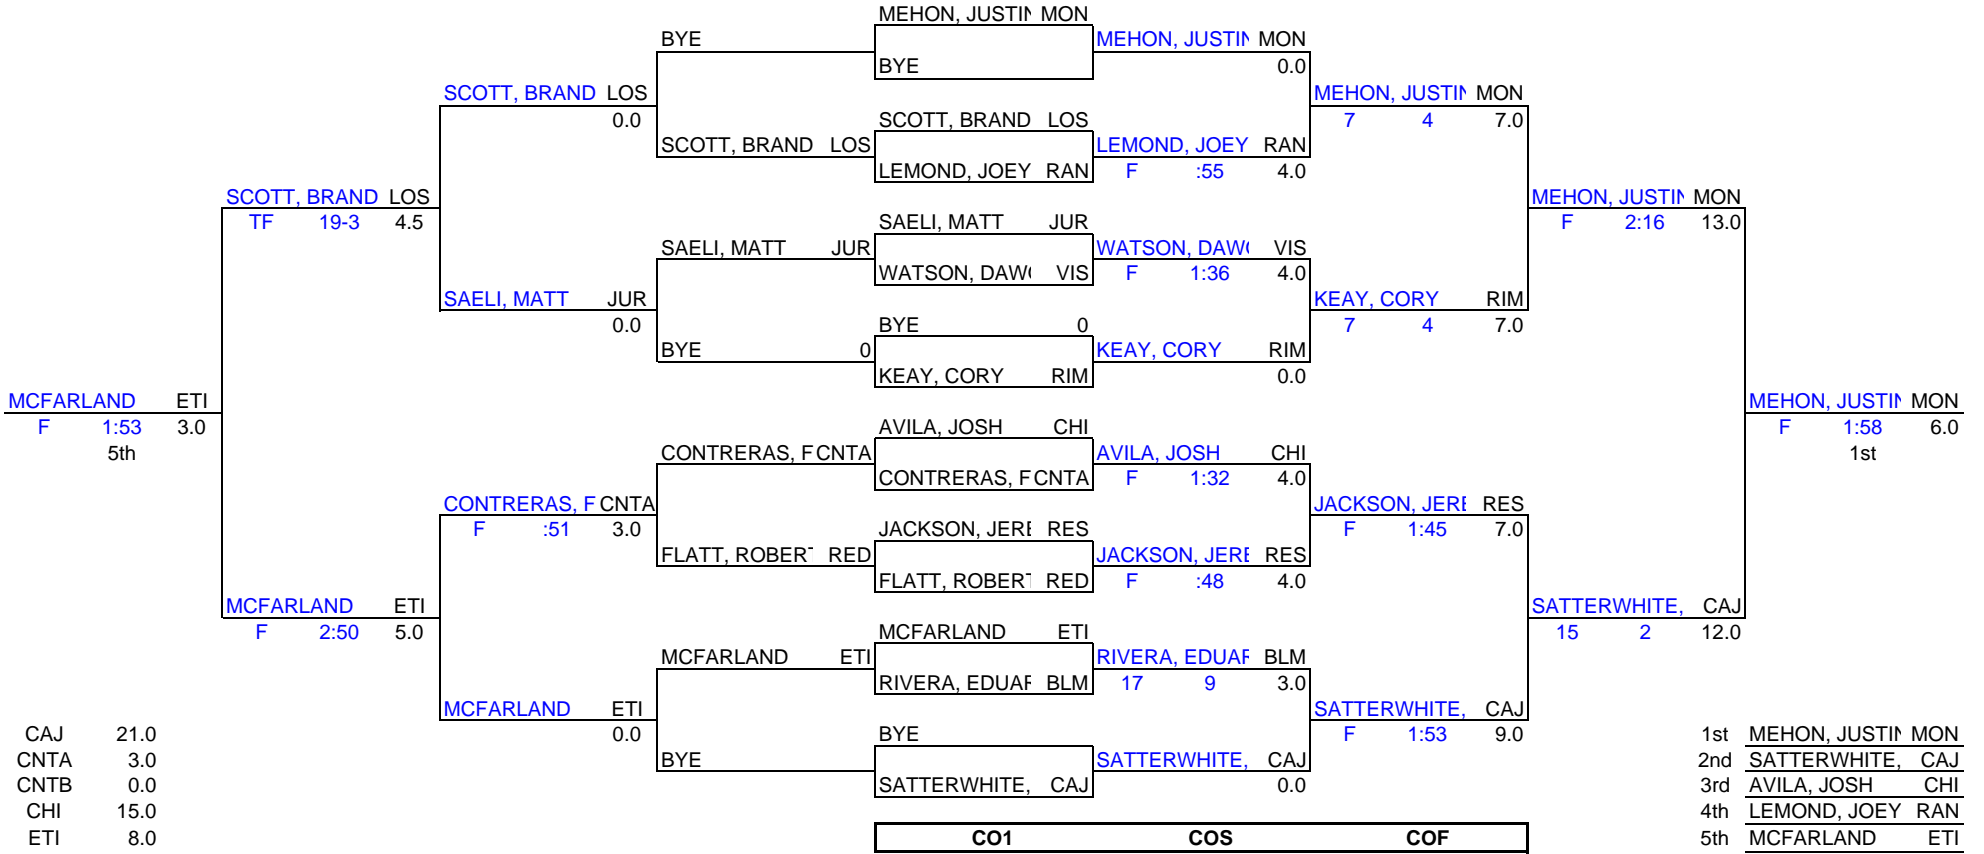 MEHON, JUSTIN MON
BYE MEHON, JUSTIN MON
BYE 0.0
SCOTT, BRAND LOS MEHON, JUSTIN MON
0.0 SCOTT, BRAND LOS 7 4 7.0
SCOTT, BRAND LOS LEMOND, JOEY RAN
LEMOND, JOEY RAN F :55 4.0
SCOTT, BRAND LOS MEHON, JUSTIN MON
TF 19-3 4.5 SAELI, MATT JUR F 2:16 13.0
SAELI, MATT JUR WATSON, DAW VIS
WATSON, DAW VIS F 1:36 4.0
SAELI, MATT JUR KEAY, CORY RIM
0.0 BYE 0 7 4 7.0
BYE 0 KEAY, CORY RIM
KEAY, CORY RIM 0.0
MCFARLAND ETI MEHON, JUSTIN MON
F 1:53 3.0 AVILA, JOSH CHI F 1:58 6.0
5th CONTRERAS, F CNTA AVILA, JOSH CHI 1st
CONTRERAS, F CNTA F 1:32 4.0
CONTRERAS, F CNTA JACKSON, JERE RES
F :51 3.0 JACKSON, JERE RES F 1:45 7.0
FLATT, ROBERT RED JACKSON, JERE RES
FLATT, ROBERT RED F :48 4.0
MCFARLAND ETI SATTERWHITE, CAJ
F 2:50 5.0 MCFARLAND ETI 15 2 12.0
MCFARLAND ETI RIVERA, EDUAR BLM
RIVERA, EDUAR BLM 17 9 3.0
MCFARLAND ETI SATTERWHITE, CAJ
CAJ 21.0 0.0 BYE F 1:53 9.0 1st MEHON, JUSTIN MON
CNTA 3.0 BYE SATTERWHITE, CAJ 2nd SATTERWHITE, CAJ
CNTB 0.0 SATTERWHITE, CAJ 0.0 3rd AVILA, JOSH CHI
CHI 15.0 4th LEMOND, JOEY RAN
ETI 8.0 CO1 COS COF 5th MCFARLAND ETI